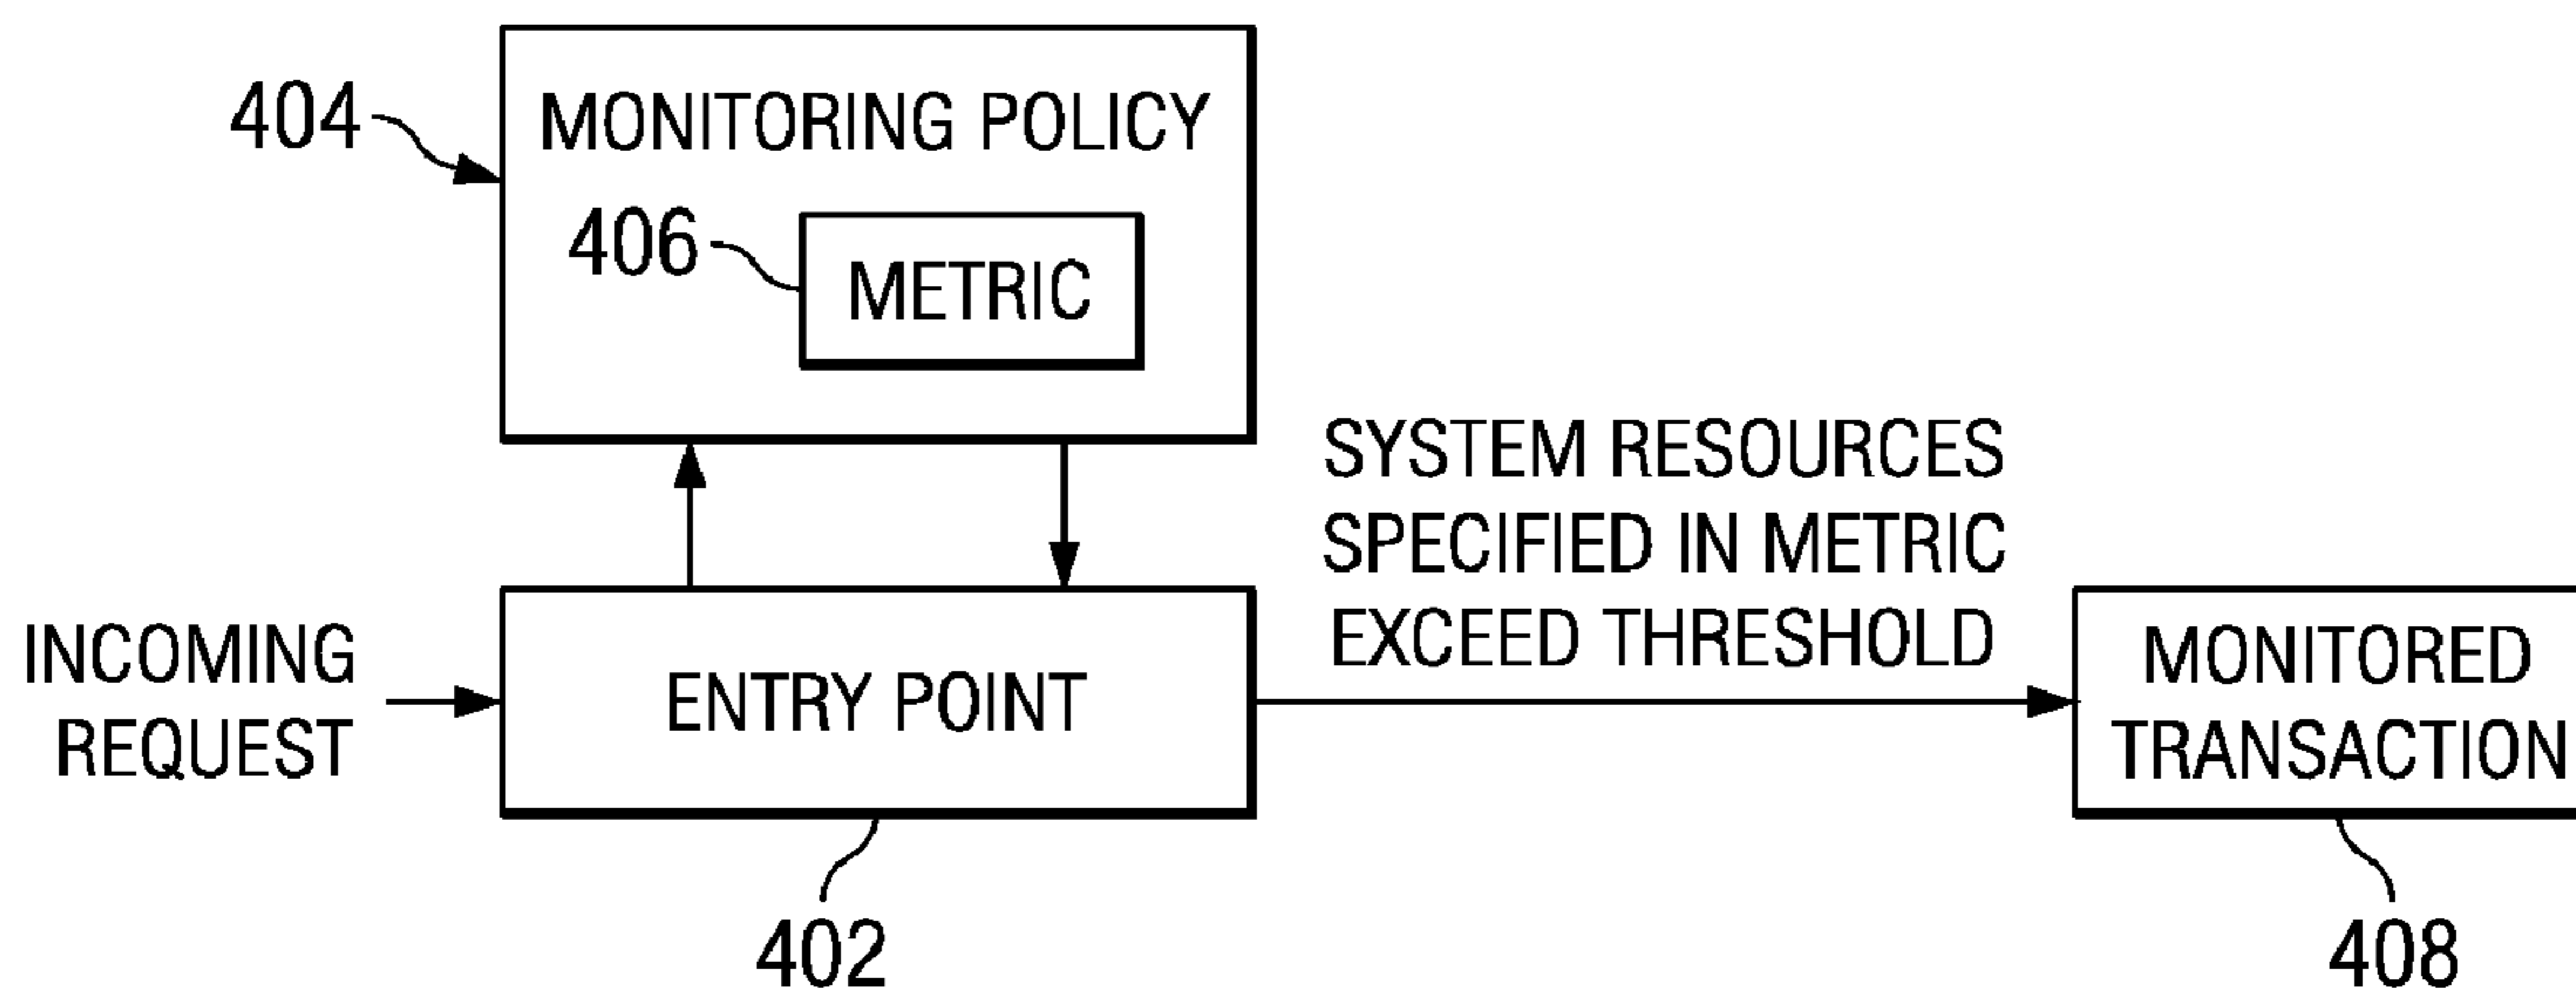 404
MONITORING POLICY
406
METRIC
SYSTEM RESOURCES
SPECIFIED IN METRIC
EXCEED THRESHOLD
INCOMING
REQUEST
ENTRY POINT
MONITORED
TRANSACTION
402
408